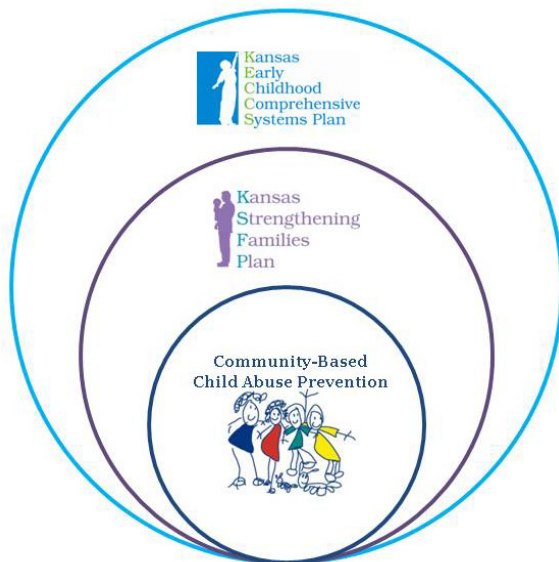 Kansas
Early
Childhood
Comprehensive
Systems Plan
Kansas
Strengthening
Families
Plan
Community-Based
Child Abuse Prevention